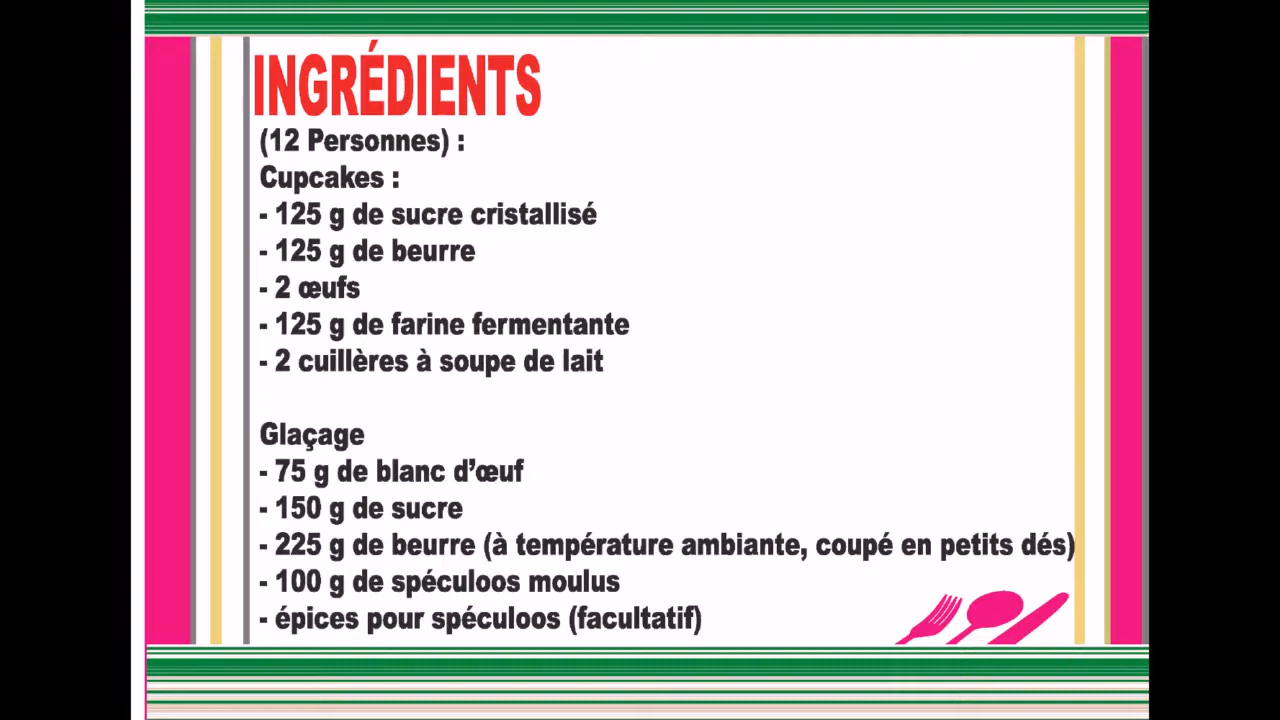 INGRÉDIENTS
(12 Personnes) :
Cupcakes :
- 125 g de sucre cristallisé
- 125 g de beurre
- 2 œufs
- 125 g de farine fermentante
- 2 cuillères à soupe de lait
Glaçage
- 75 g de blanc d’œuf
- 150 g de sucre
- 225 g de beurre (à température ambiante, coupé en petits dés)
- 100 g de spéculoos moulus
- épices pour spéculoos (facultatif)